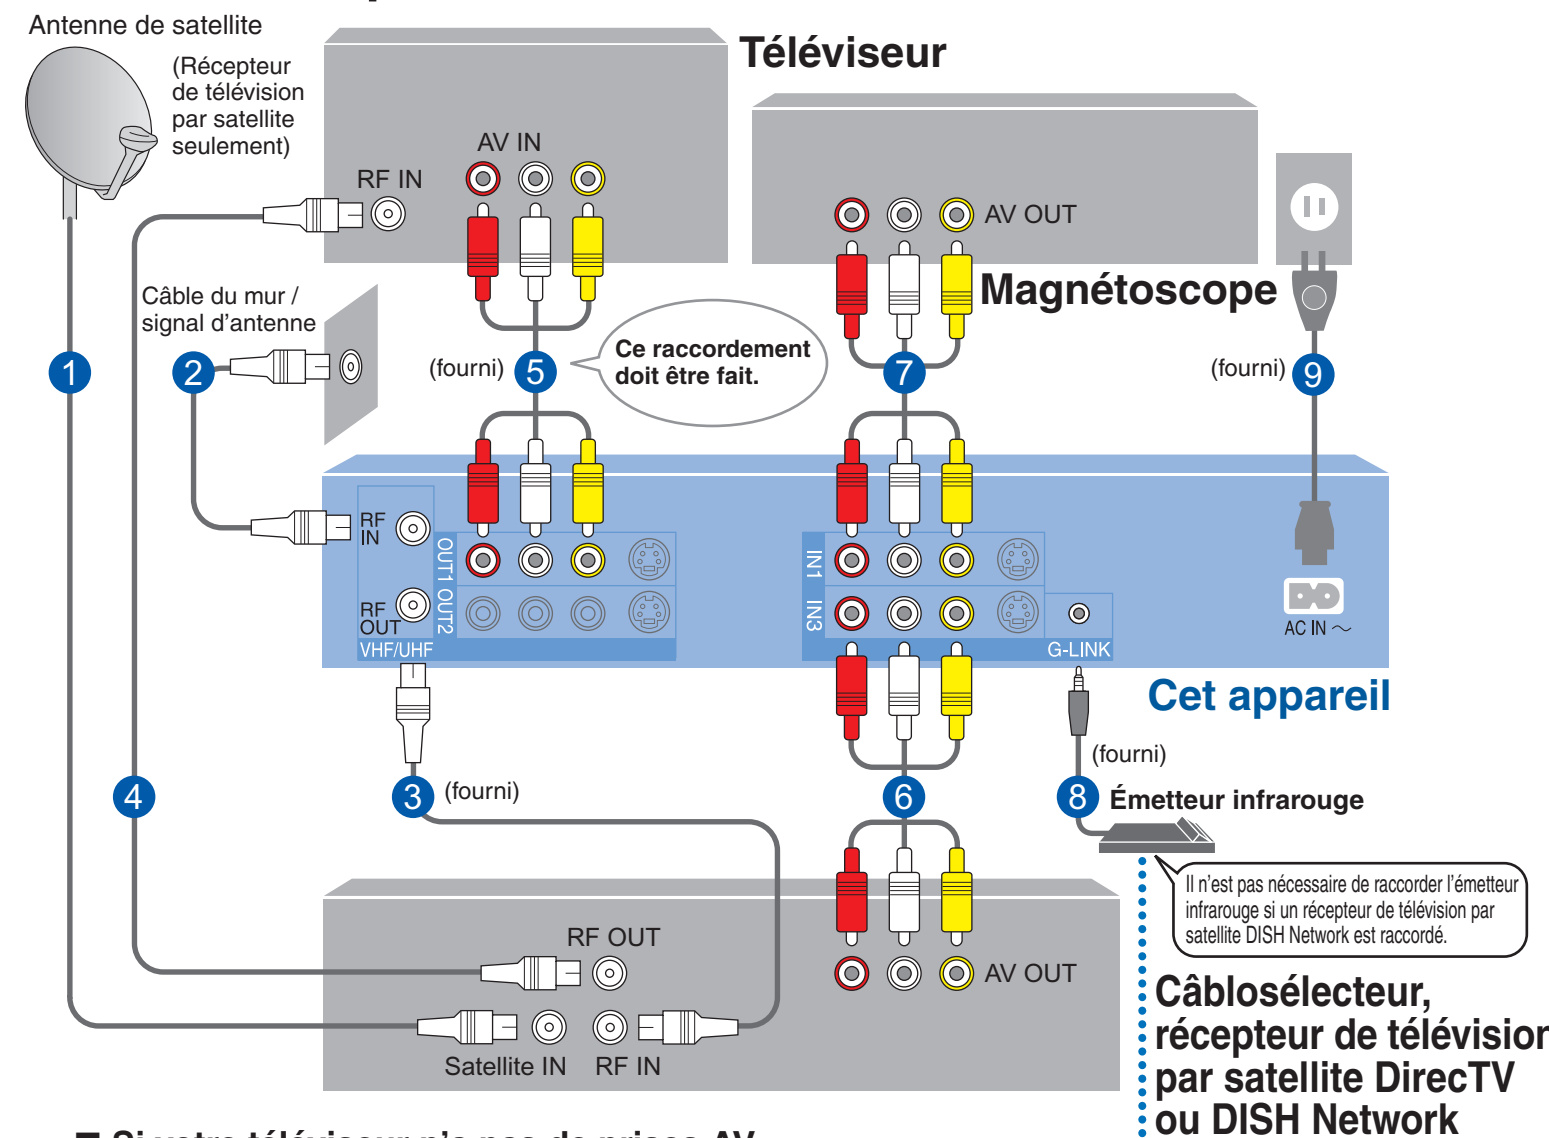 Antenne de satellite
(Récepteur
de télévision
par satellite
seulement)
Téléviseur
AV IN
RF IN
AV OUT
Magnétoscope
Câble du mur /
signal d'antenne
1
2
(fourni)
5
Ce raccordement
doit être fait.
7
(fourni)
9
RF
IN
RF
OUT
VHF/UHF
OUT1
OUT2
IN1
IN3
G-LINK
AC IN ~
Cet appareil
(fourni)
4
3
(fourni)
6
8
Émetteur infrarouge
Il n'est pas nécessaire de raccorder l'émetteur
infrarouge si un récepteur de télévision par
satellite DISH Network est raccordé.
RF OUT
AV OUT
Satellite IN
RF IN
Câblosélecteur,
récepteur de télévision
par satellite DirecTV
ou DISH Network